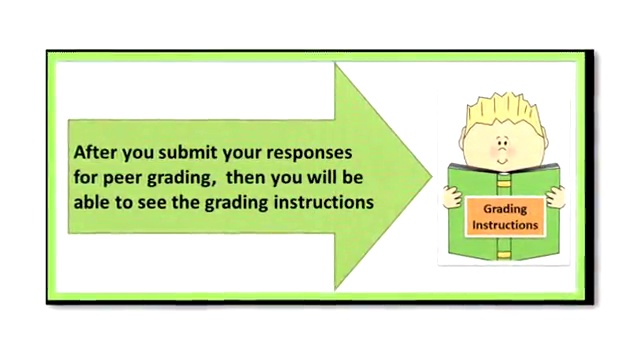 After you submit your responses
for peer grading, then you will be
able to see the grading instructions
Grading
Instructions